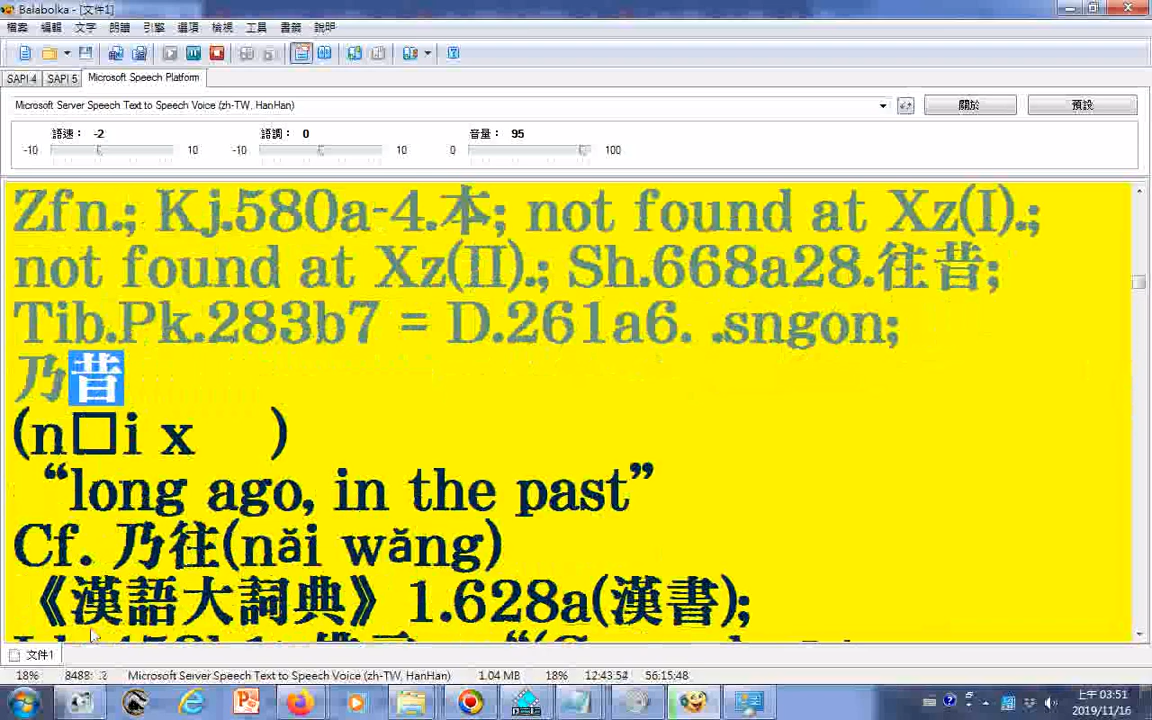 Balabolka - [文件1]
檔案 編輯 文字 朗讀 引擎 選項 檢視 工具 書籤 說明
SAPI 4 SAPI 5 Microsoft Speech Platform
Microsoft Server Speech Text to Speech Voice (zh-TW, HanHan) 關於 預設
語速： -2 語調： 0 音量： 95
-10 10 -10 10 0 100
Zfn.; Kj.580a-4.本; not found at Xz(I).;
not found at Xz(II).; Sh.668a28.往昔;
Tib.Pk.283b7 = D.261a6. .sngon;
乃昔
(n□i x )
“long ago, in the past”
Cf. 乃往(nǎi wǎng)
《漢語大詞典》 1.628a(漢書);
文件1
18% Microsoft Server Speech Text to Speech Voice (zh-TW, HanHan) 1.04 MB 18% 12:43:54 56:15:48
上午 03:51
2019/11/16